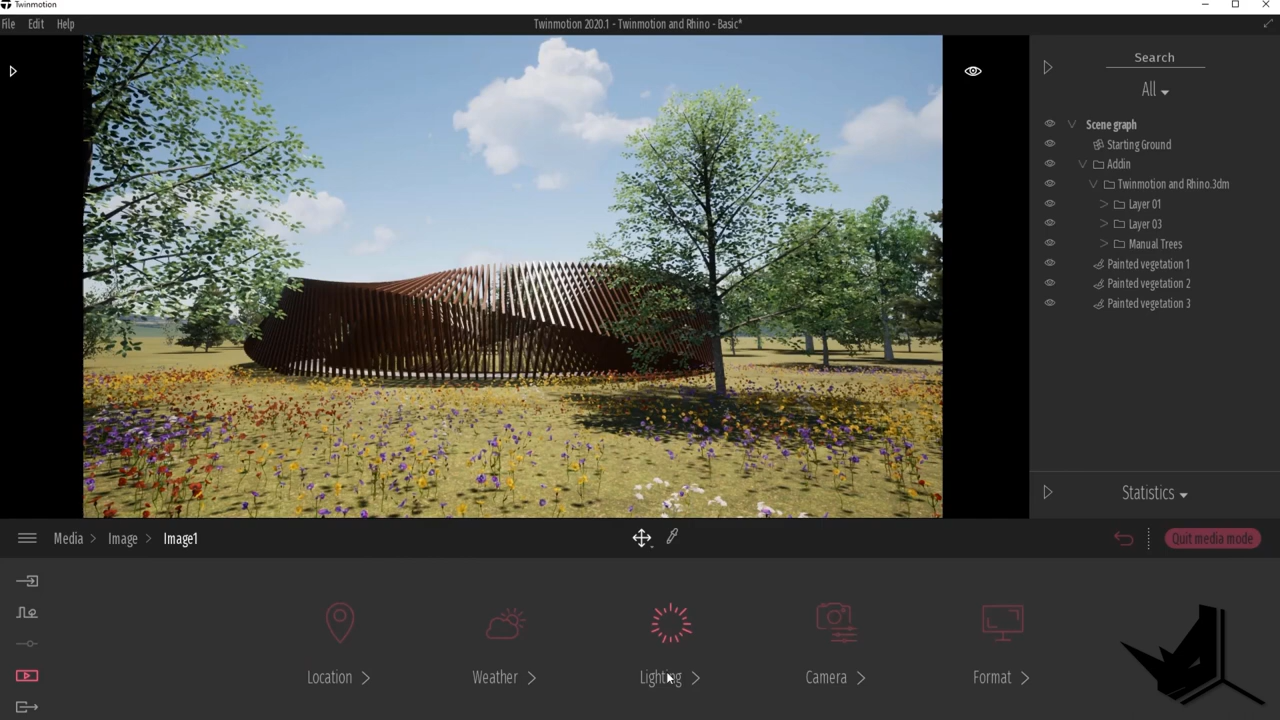 Twinmotion
File Edit Help
Twinmotion 2020.1 - Twinmotion and Rhino - Basic*
Search
All
Scene graph
Starting Ground
Addin
Twinmotion and Rhino.3dm
Layer 01
Layer 03
Manual Trees
Painted vegetation 1
Painted vegetation 2
Painted vegetation 3
Statistics
Media > Image > Image1
Quit media mode
Location >
Weather >
Lighting >
Camera >
Format >